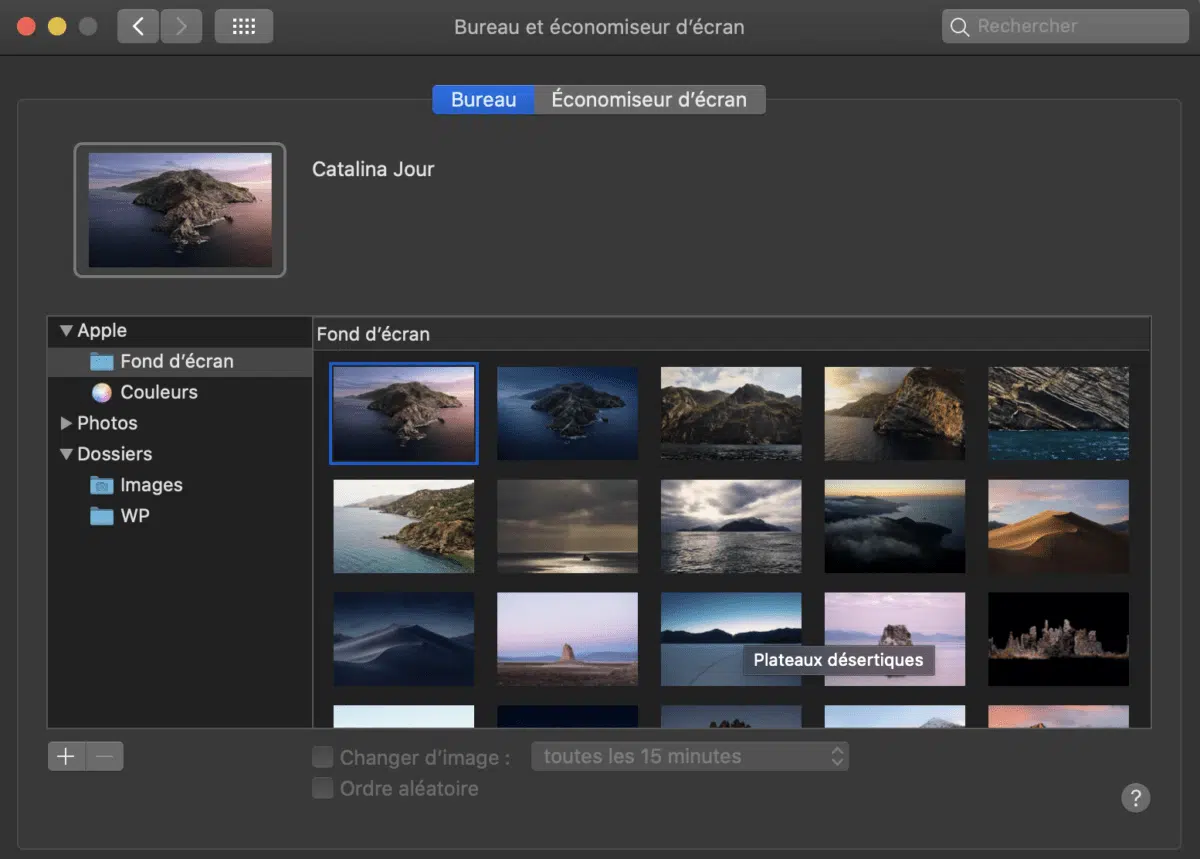 Bureau et économiseur d’écran
Rechercher
Bureau
Économiseur d’écran
Catalina Jour
Apple
Fond d’écran
Couleurs
Photos
Dossiers
Images
WP
Fond d’écran
Plateaux désertiques
Changer d’image :
toutes les 15 minutes
Ordre aléatoire
?